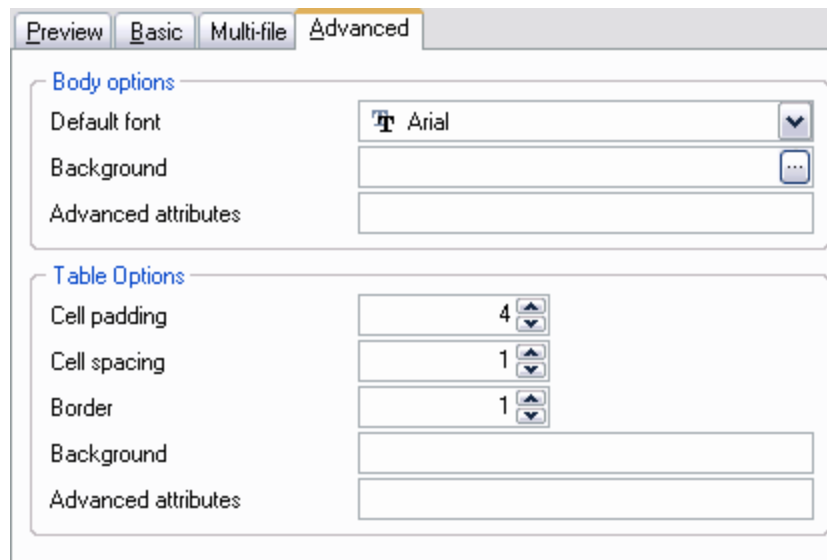 Preview Basic Multi-file Advanced
Body options
Default font Arial
Background ...
Advanced attributes
Table Options
Cell padding 4
Cell spacing 1
Border 1
Background
Advanced attributes